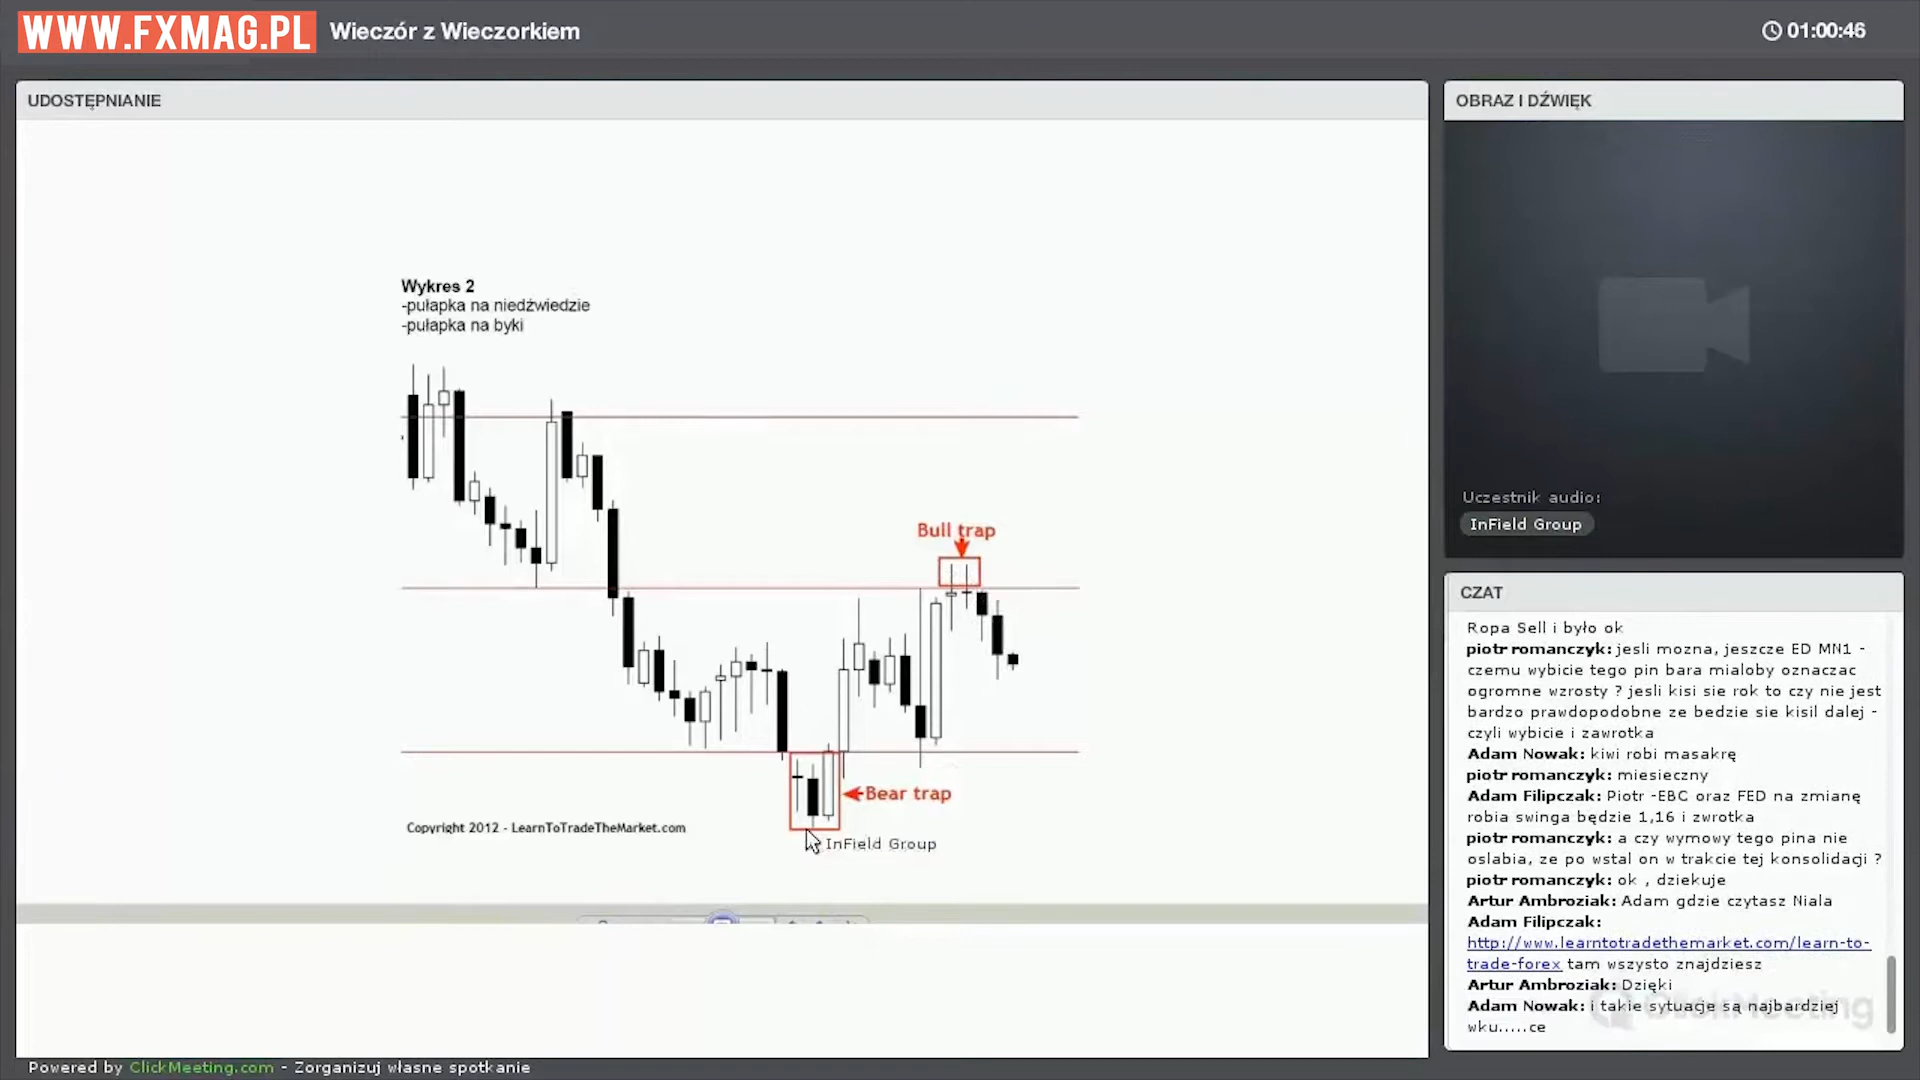 WWW.FXMAG.PL
Wieczór z Wieczorkiem
01:00:46
UDOSTĘPNIANIE
Wykres 2
-pułapka na niedźwiedzie
-pułapka na byki
Bull trap
Bear trap
Copyright 2012 - LearnToTradeTheMarket.com
InField Group
OBRAZ I DŹWIĘK
Uczestnik audio:
InField Group
CZAT
Ropa Sell i było ok
piotr romanczyk: jesli mozna, jeszcze ED MN1 -
czemu wybicie tego pin bara mialoby oznaczac
ogromne wzrosty ? jesli kisi sie rok to czy nie jest
bardzo prawdopodobne ze bedzie sie kisil dalej -
czyli wybicie i zawrotka
Adam Nowak: kiwi robi masakrę
piotr romanczyk: miesieczny
Adam Filipczak: Piotr -EBC oraz FED na zmianę
robia swinga będzie 1,16 i zwrotka
piotr romanczyk: a czy wymowy tego pina nie
oslabia, ze po wstal on w trakcie tej konsolidacji ?
piotr romanczyk: ok , dziekuje
Artur Ambroziak: Adam gdzie czytasz Niala
Adam Filipczak:
http://www.learntotradethemarket.com/learn-to-
trade-forex tam wszysto znajdziesz
Artur Ambroziak: Dzięki
Adam Nowak: i takie sytuacje są najbardziej
wku.....ce
ClickMeeting
Powered by ClickMeeting.com - Zorganizuj własne spotkanie